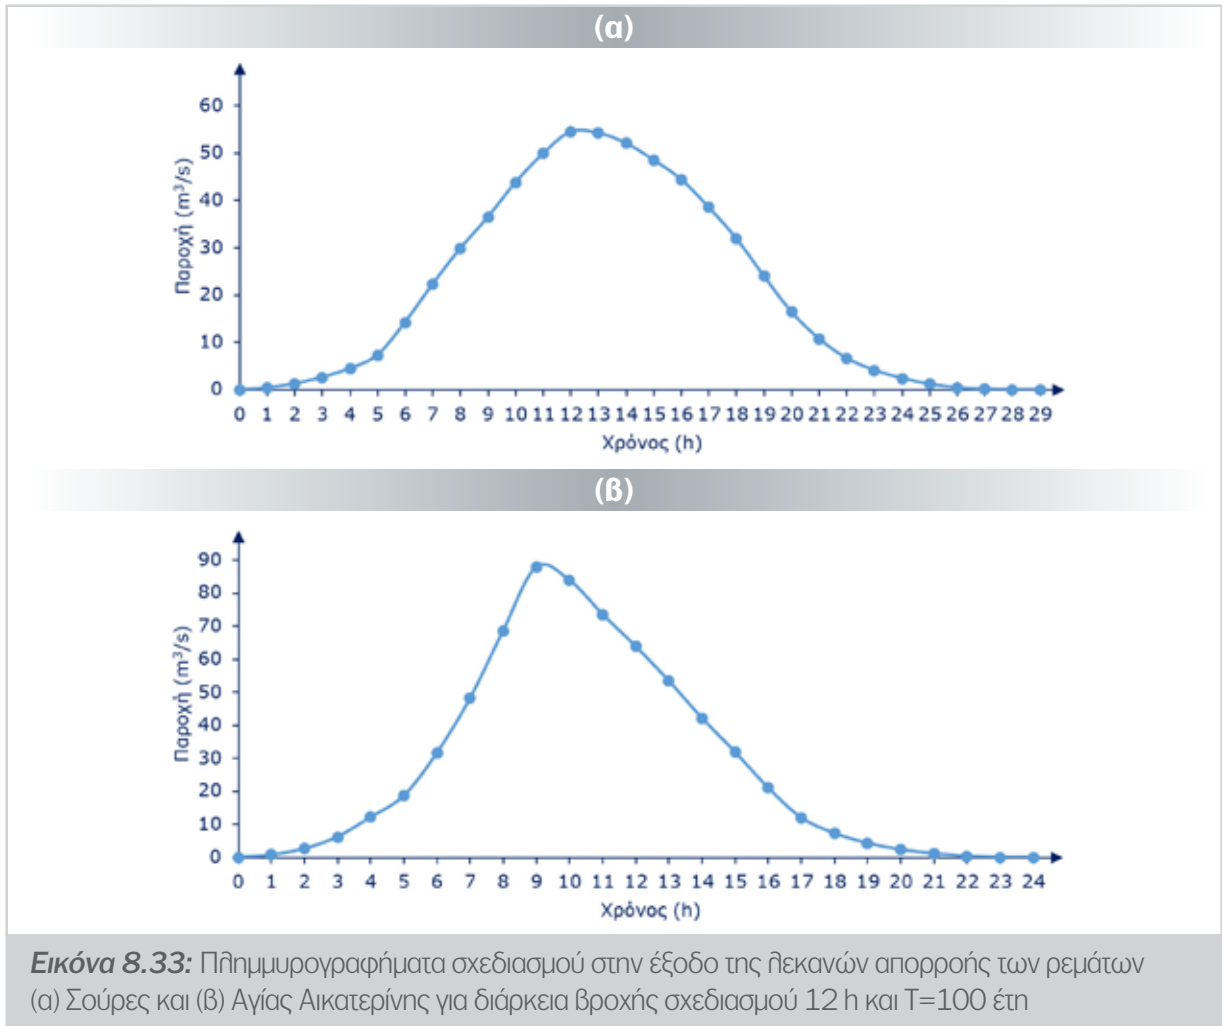 (α)
60
50
40
30
20
10
0
Παροχή (m³/s)
0 1 2 3 4 5 6 7 8 9 10 11 12 13 14 15 16 17 18 19 20 21 22 23 24 25 26 27 28 29
Χρόνος (h)
(β)
90
80
70
60
50
40
30
20
10
0
Παροχή (m³/s)
0 1 2 3 4 5 6 7 8 9 10 11 12 13 14 15 16 17 18 19 20 21 22 23 24
Χρόνος (h)
Εικόνα 8.33: Πλημμυρογραφήματα σχεδιασμού στην έξοδο της λεκανών απορροής των ρεμάτων
(α) Σούρες και (β) Αγίας Αικατερίνης για διάρκεια βροχής σχεδιασμού 12 h και T=100 έτη